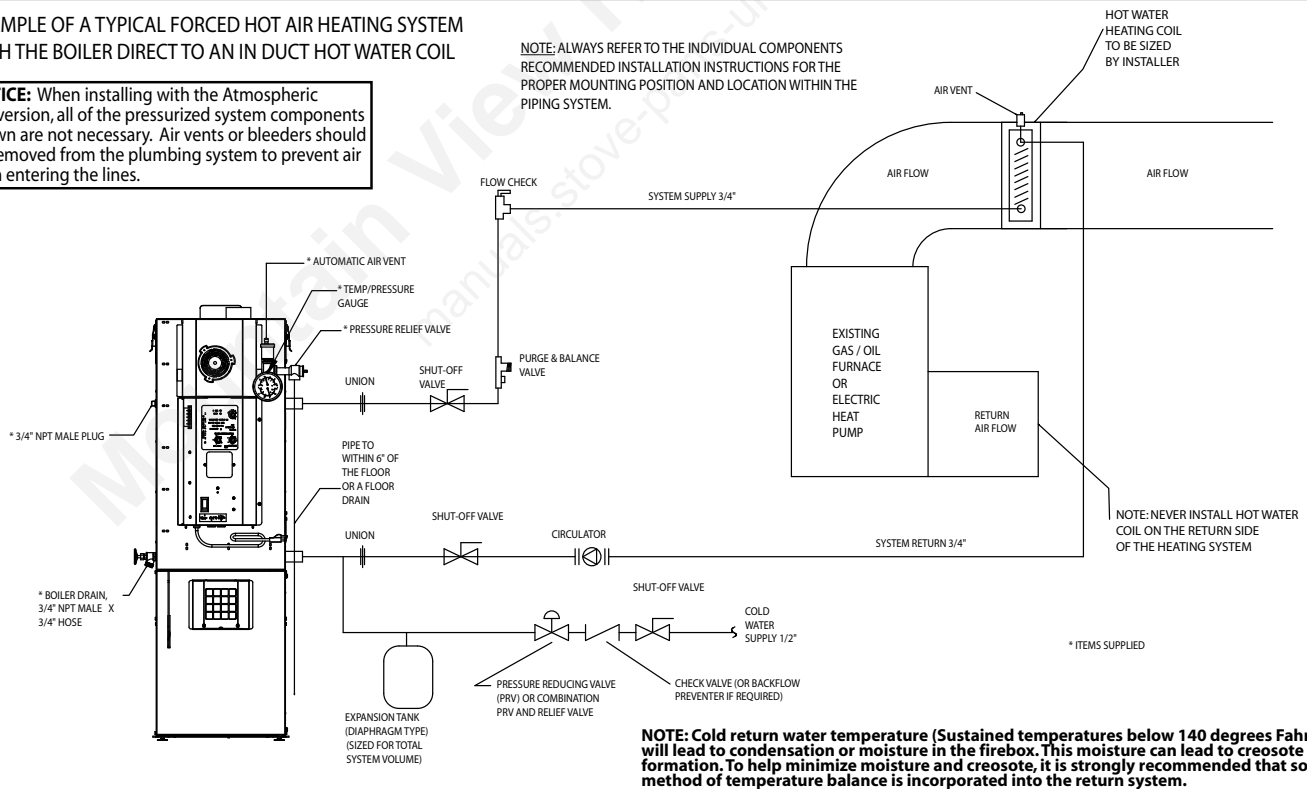 MPLE OF A TYPICAL FORCED HOT AIR HEATING SYSTEM
H THE BOILER DIRECT TO AN IN DUCT HOT WATER COIL
TICE: When installing with the Atmospheric
version, all of the pressurized system components
wn are not necessary. Air vents or bleeders should
emoved from the plumbing system to prevent air
entering the lines.
NOTE: ALWAYS REFER TO THE INDIVIDUAL COMPONENTS
RECOMMENDED INSTALLATION INSTRUCTIONS FOR THE
PROPER MOUNTING POSITION AND LOCATION WITHIN THE
PIPING SYSTEM.
HOT WATER
HEATING COIL
TO BE SIZED
BY INSTALLER
AIR VENT
AIR FLOW
AIR FLOW
FLOW CHECK
SYSTEM SUPPLY 3/4"
* AUTOMATIC AIR VENT
* TEMP/PRESSURE
GAUGE
* PRESSURE RELIEF VALVE
UNION
SHUT-OFF
VALVE
PURGE & BALANCE
VALVE
EXISTING
GAS / OIL
FURNACE
OR
ELECTRIC
HEAT
PUMP
RETURN
AIR FLOW
* 3/4" NPT MALE PLUG
PIPE TO
WITHIN 6" OF
THE FLOOR
OR A FLOOR
DRAIN
NOTE: NEVER INSTALL HOT WATER
COIL ON THE RETURN SIDE
OF THE HEATING SYSTEM
UNION
SHUT-OFF VALVE
CIRCULATOR
SYSTEM RETURN 3/4"
* BOILER DRAIN,
3/4" NPT MALE X
3/4" HOSE
SHUT-OFF VALVE
COLD
WATER
SUPPLY 1/2"
* ITEMS SUPPLIED
EXPANSION TANK
(DIAPHRAGM TYPE)
(SIZED FOR TOTAL
SYSTEM VOLUME)
PRESSURE REDUCING VALVE
(PRV) OR COMBINATION
PRV AND RELIEF VALVE
CHECK VALVE (OR BACKFLOW
PREVENTER IF REQUIRED)
NOTE: Cold return water temperature (Sustained temperatures below 140 degrees Fahr
will lead to condensation or moisture in the firebox. This moisture can lead to creosote
formation. To help minimize moisture and creosote, it is strongly recommended that so
method of temperature balance is incorporated into the return system.
Mountain View
manuals.stove-parts-un